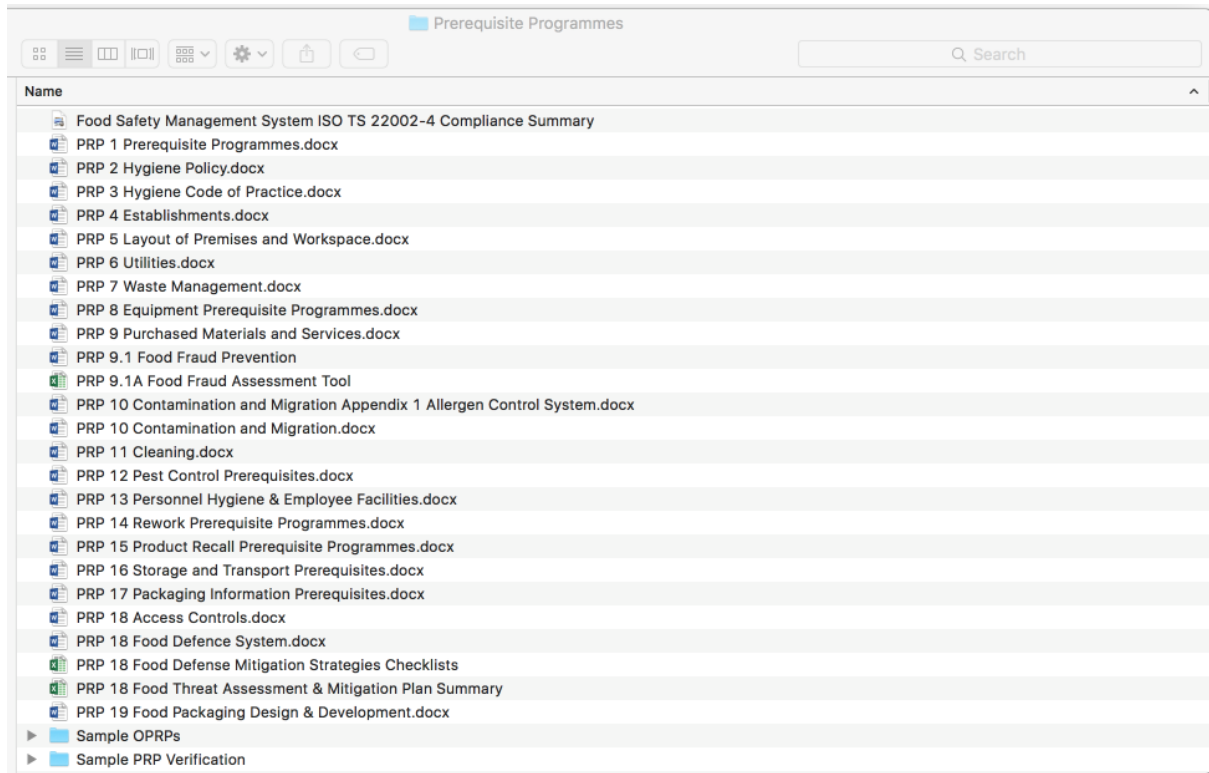 Prerequisite Programmes
Search
Name
Food Safety Management System ISO TS 22002-4 Compliance Summary
PRP 1 Prerequisite Programmes.docx
PRP 2 Hygiene Policy.docx
PRP 3 Hygiene Code of Practice.docx
PRP 4 Establishments.docx
PRP 5 Layout of Premises and Workspace.docx
PRP 6 Utilities.docx
PRP 7 Waste Management.docx
PRP 8 Equipment Prerequisite Programmes.docx
PRP 9 Purchased Materials and Services.docx
PRP 9.1 Food Fraud Prevention
PRP 9.1A Food Fraud Assessment Tool
PRP 10 Contamination and Migration Appendix 1 Allergen Control System.docx
PRP 10 Contamination and Migration.docx
PRP 11 Cleaning.docx
PRP 12 Pest Control Prerequisites.docx
PRP 13 Personnel Hygiene & Employee Facilities.docx
PRP 14 Rework Prerequisite Programmes.docx
PRP 15 Product Recall Prerequisite Programmes.docx
PRP 16 Storage and Transport Prerequisites.docx
PRP 17 Packaging Information Prerequisites.docx
PRP 18 Access Controls.docx
PRP 18 Food Defence System.docx
PRP 18 Food Defense Mitigation Strategies Checklists
PRP 18 Food Threat Assessment & Mitigation Plan Summary
PRP 19 Food Packaging Design & Development.docx
Sample OPRPs
Sample PRP Verification